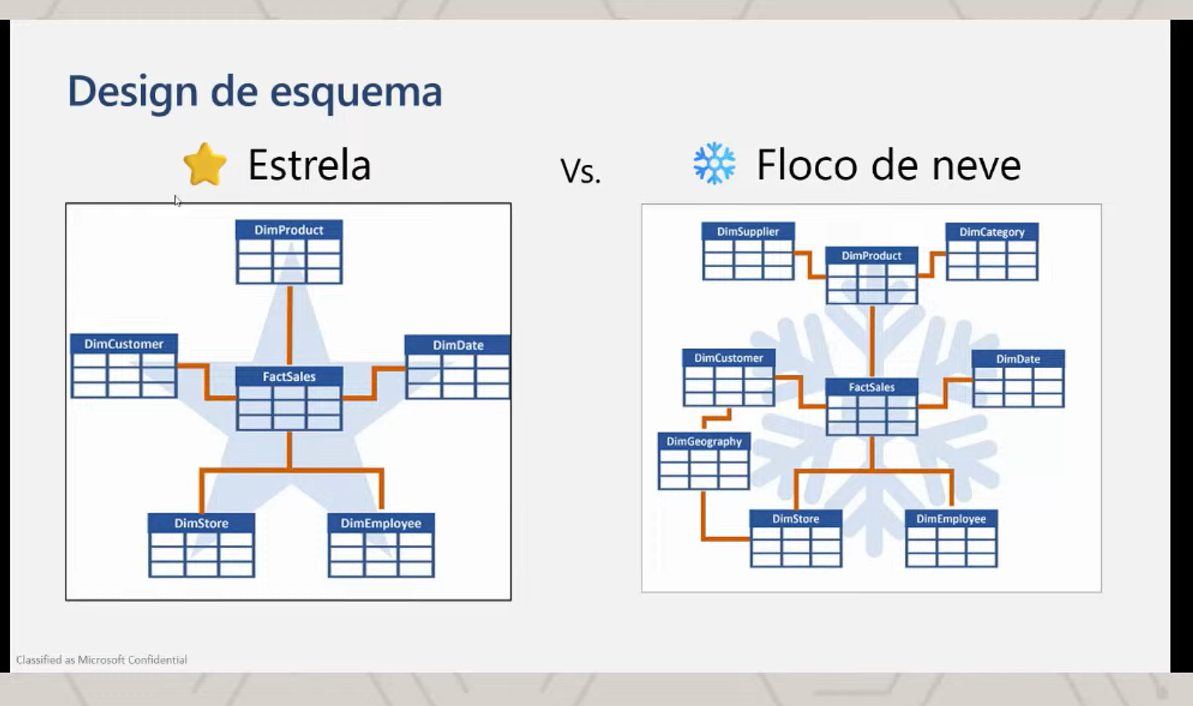 Design de esquema
Estrela
Vs.
Floco de neve
DimProduct
DimCustomer
DimDate
FactSales
DimStore
DimEmployee
DimSupplier
DimCategory
DimProduct
DimCustomer
DimDate
FactSales
DimGeography
DimStore
DimEmployee
Classified as Microsoft Confidential